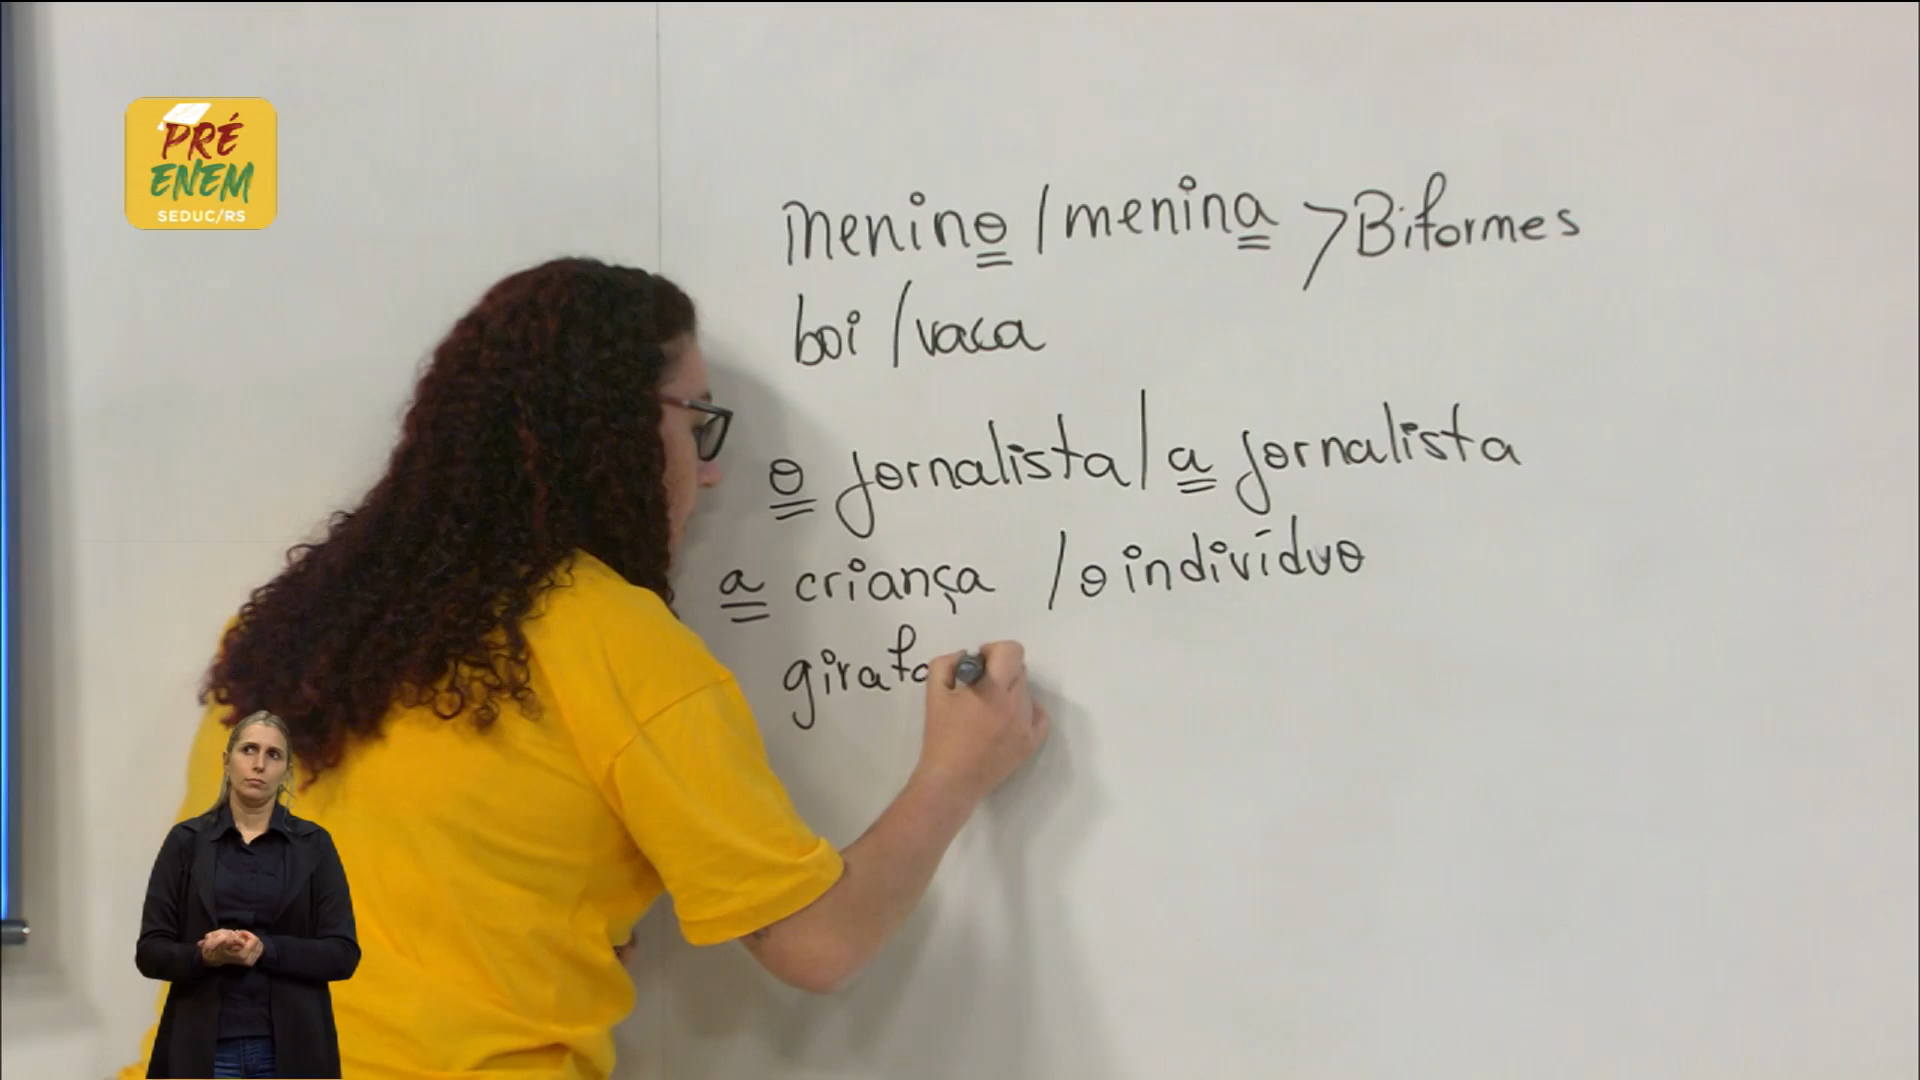 PRÉ
ENEM
SEDUC/RS
menino / menina > Biformes
boi / vaca
o jornalista / a jornalista
a criança / o indivíduo
girafa